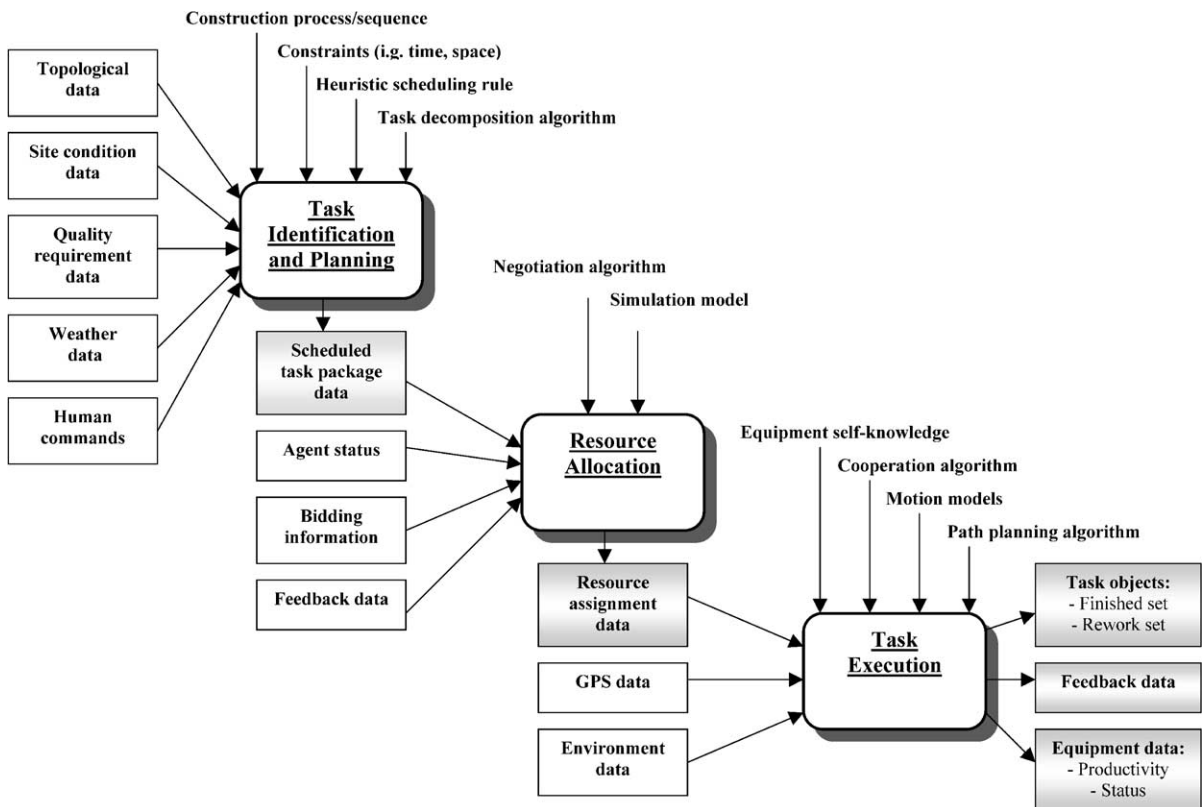 Construction process/sequence
Constraints (i.g. time, space)
Heuristic scheduling rule
Task decomposition algorithm
Topological
data
Site condition
data
Quality
requirement
data
Weather
data
Human
commands
Task
Identification
and Planning
Negotiation algorithm
Simulation model
Scheduled
task package
data
Agent status
Bidding
information
Feedback data
Resource
Allocation
Equipment self-knowledge
Cooperation algorithm
Motion models
Path planning algorithm
Resource
assignment
data
GPS data
Environment
data
Task
Execution
Task objects:
- Finished set
- Rework set
Feedback data
Equipment data:
- Productivity
- Status